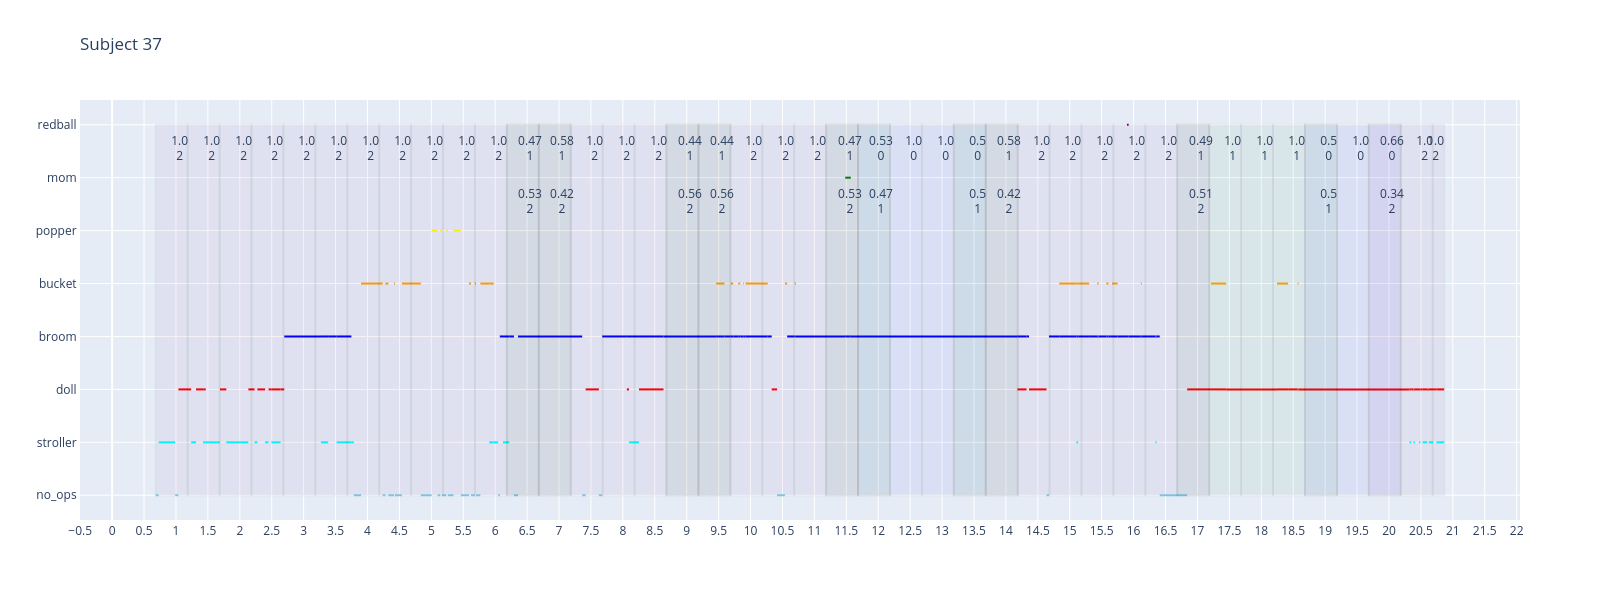 Subject 37
redball
1.0 1.0 1.0 1.0 1.0 1.0 1.0 1.0 1.0 1.0 1.0 0.47 0.58 1.0 1.0 1.0 0.44 0.44 1.0 1.0 1.0 0.47 0.53 1.0 1.0 0.5 0.58 1.0 1.0 1.0 1.0 1.0 0.49 1.0 1.0 1.0 0.5 1.0 0.66 1.0 1.0
2 2 2 2 2 2 2 2 2 2 2 1 1 2 2 2 1 1 2 2 2 1 0 0 0 0 1 2 2 2 2 2 1 1 1 1 0 0 0 2 2
mom
0.53 0.42 0.56 0.56 0.53 0.47 0.5 0.42 0.51 0.5 0.34
2 2 2 2 2 1 1 2 2 1 2
popper
bucket
broom
doll
stroller
no_ops
−0.5 0 0.5 1 1.5 2 2.5 3 3.5 4 4.5 5 5.5 6 6.5 7 7.5 8 8.5 9 9.5 10 10.5 11 11.5 12 12.5 13 13.5 14 14.5 15 15.5 16 16.5 17 17.5 18 18.5 19 19.5 20 20.5 21 21.5 22